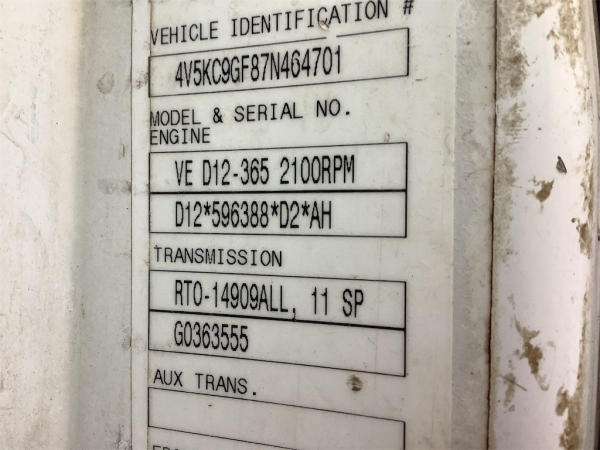 VEHICLE IDENTIFICATION #
4V5KC9GF87N464701
MODEL & SERIAL NO.
ENGINE
VE D12-365 2100RPM
D12*596388*D2*AH
TRANSMISSION
RTO-14909ALL, 11 SP
G0363555
AUX TRANS.